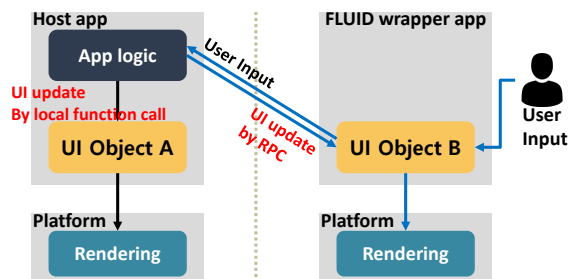 Host app
FLUID wrapper app
App logic
User Input
UI update
By local function call
UI update
by RPC
User
Input
UI Object A
UI Object B
Platform
Platform
Rendering
Rendering